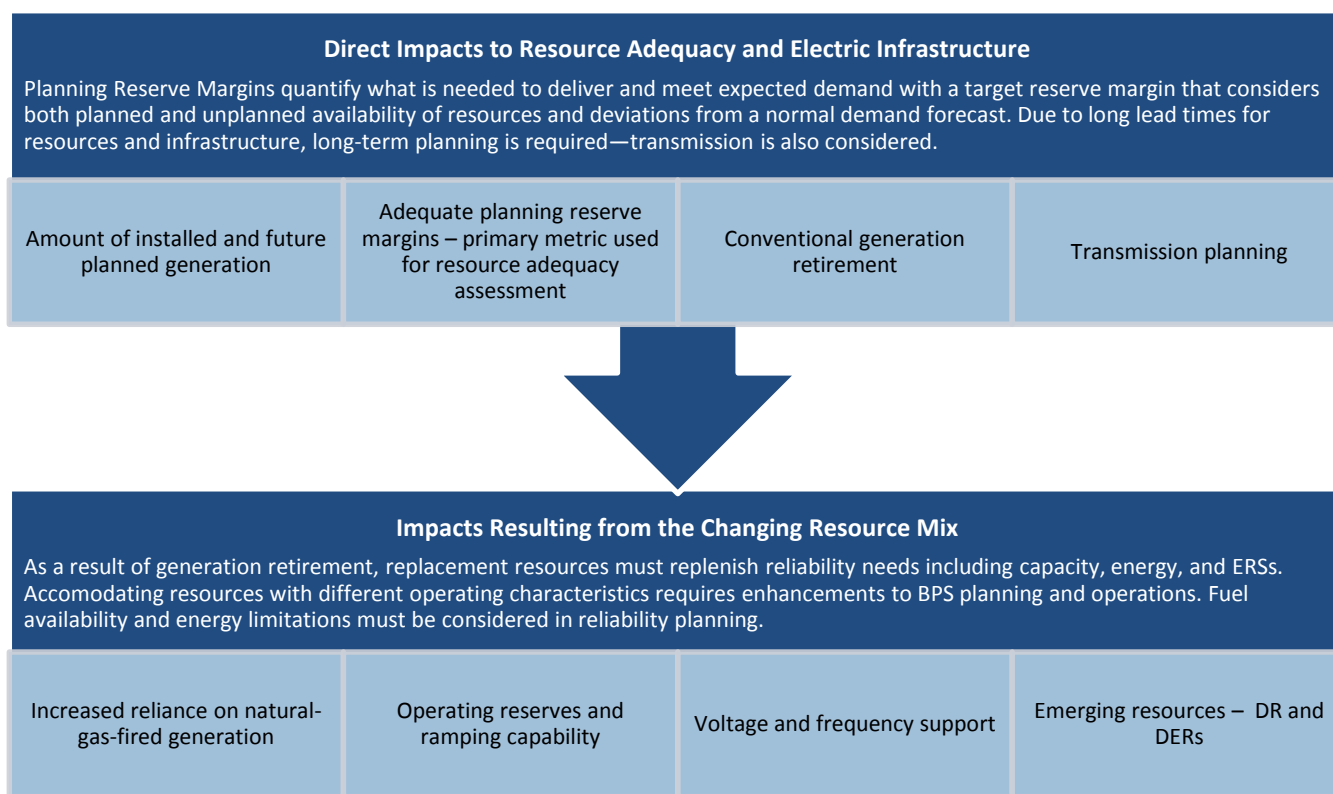 Direct Impacts to Resource Adequacy and Electric Infrastructure
Planning Reserve Margins quantify what is needed to deliver and meet expected demand with a target reserve margin that considers
both planned and unplanned availability of resources and deviations from a normal demand forecast. Due to long lead times for
resources and infrastructure, long-term planning is required—transmission is also considered.
Amount of installed and future
planned generation
Adequate planning reserve
margins – primary metric used
for resource adequacy
assessment
Conventional generation
retirement
Transmission planning
Impacts Resulting from the Changing Resource Mix
As a result of generation retirement, replacement resources must replenish reliability needs including capacity, energy, and ERSs.
Accomodating resources with different operating characteristics requires enhancements to BPS planning and operations. Fuel
availability and energy limitations must be considered in reliability planning.
Increased reliance on natural-
gas-fired generation
Operating reserves and
ramping capability
Voltage and frequency support
Emerging resources – DR and
DERs